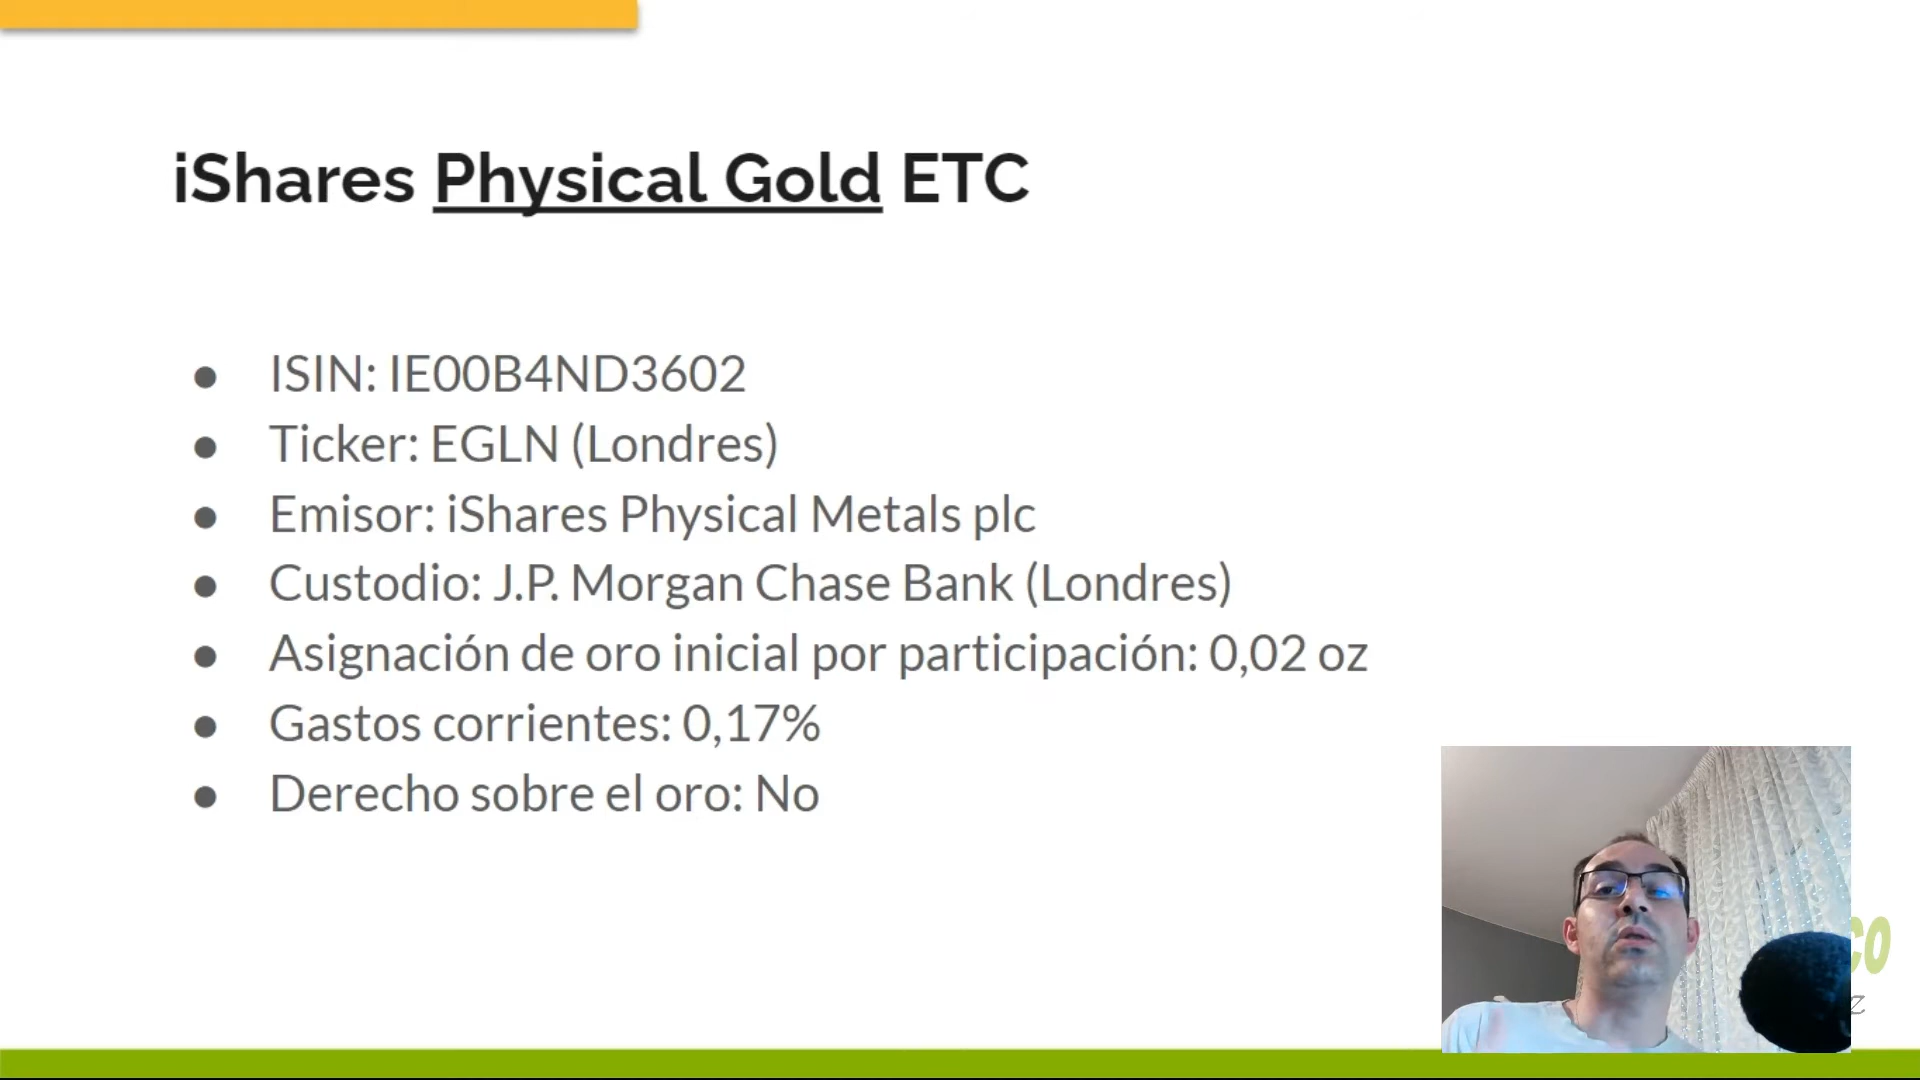 iShares Physical Gold ETC
● ISIN: IE00B4ND3602
● Ticker: EGLN (Londres)
● Emisor: iShares Physical Metals plc
● Custodio: J.P. Morgan Chase Bank (Londres)
● Asignación de oro inicial por participación: 0,02 oz
● Gastos corrientes: 0,17%
● Derecho sobre el oro: No